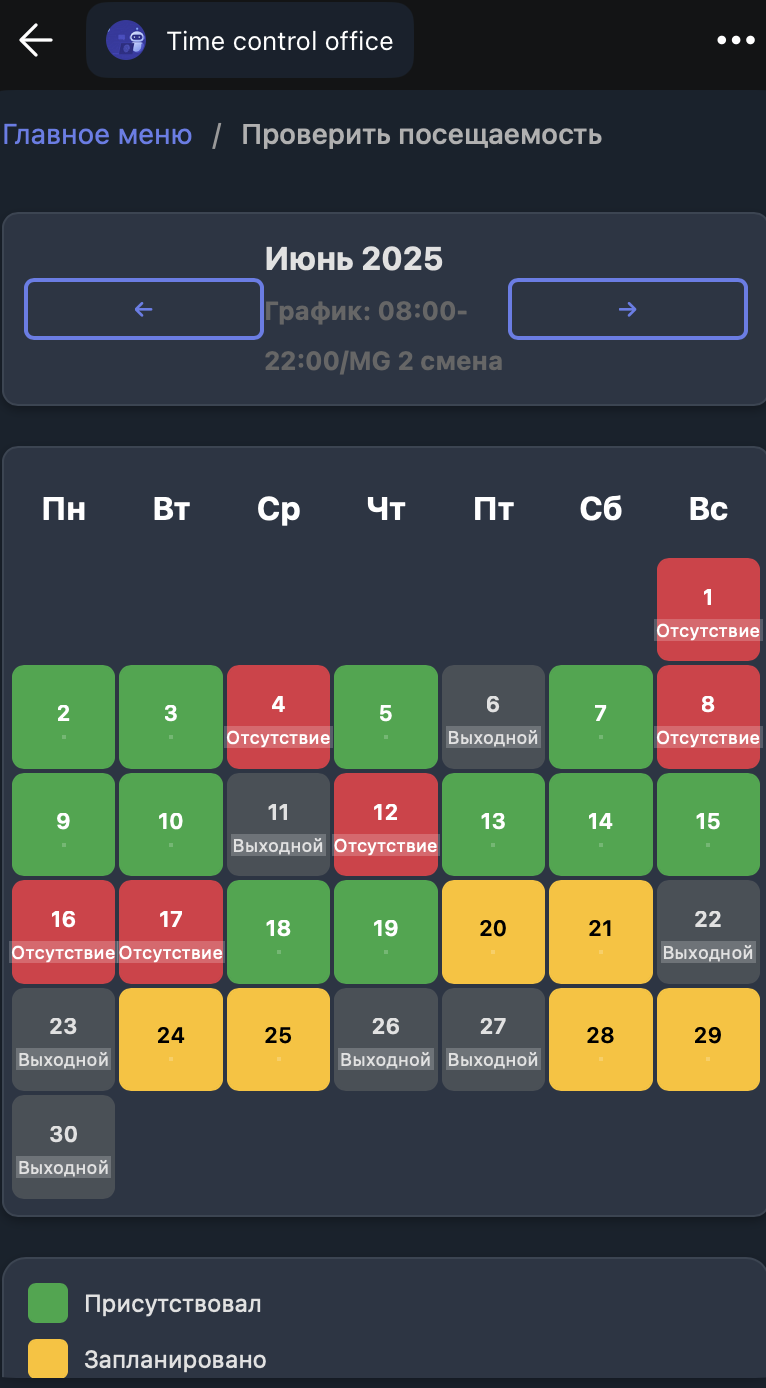 Time control office
Главное меню / Проверить посещаемость
Июнь 2025
График: 08:00-
22:00/MG 2 смена
Пн Вт Ср Чт Пт Сб Вс
1
Отсутствие
2 3 4 5 6 7 8
Отсутствие Выходной Отсутствие
9 10 11 12 13 14 15
Выходной Отсутствие
16 17 18 19 20 21 22
Отсутствие Отсутствие Выходной
23 24 25 26 27 28 29
Выходной Выходной Выходной
30
Выходной
Присутствовал
Запланировано